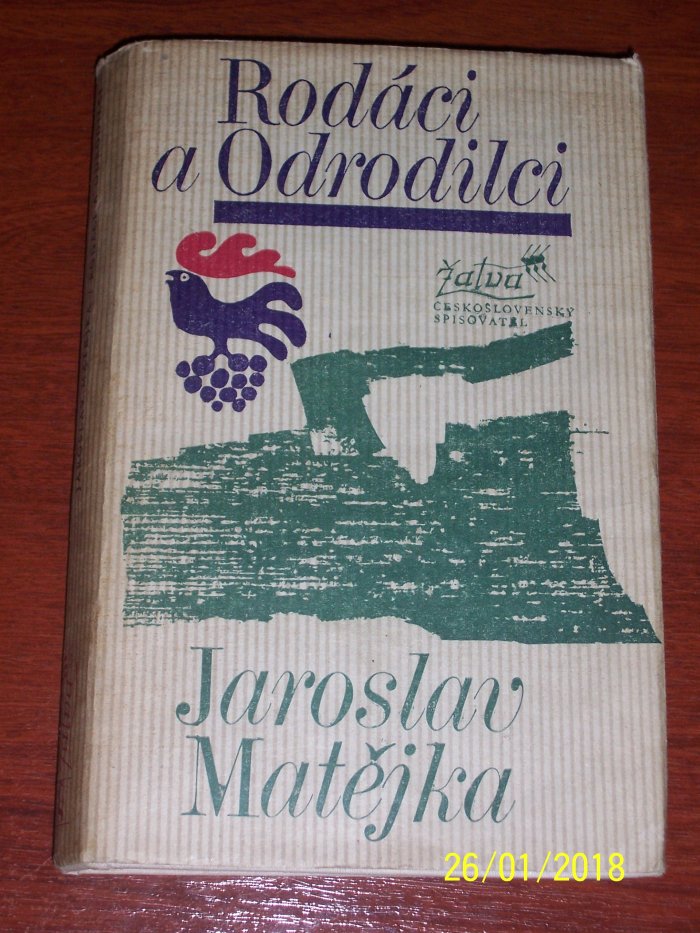 Rodáci
a Odrodilci
Žatva
ČESKOSLOVENSKÝ
SPISOVATEL
Jaroslav
Matějka
26/01/2018